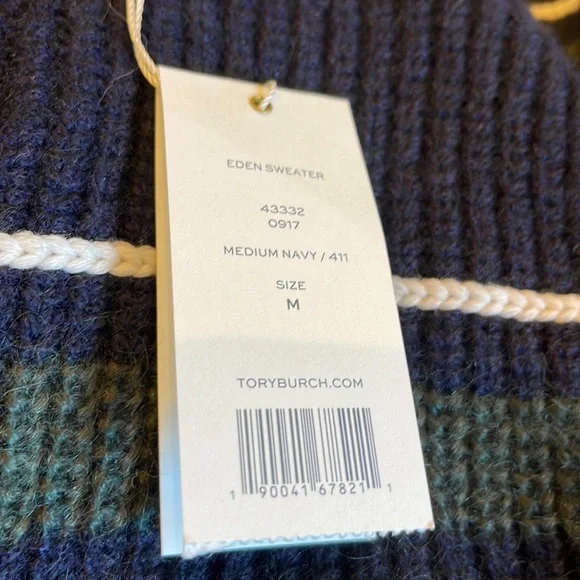 EDEN SWEATER
43332
0917
MEDIUM NAVY / 411
SIZE
M
TORYBURCH.COM
1 90041 67821 1